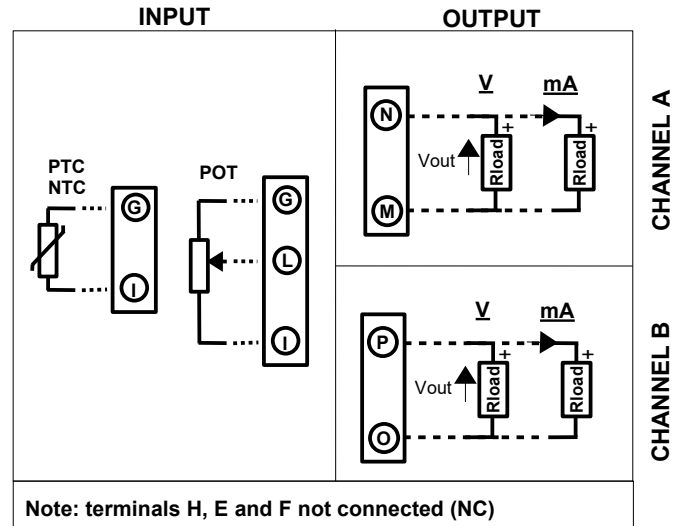 INPUT
OUTPUT
PTC
NTC
G
I
POT
G
L
I
V
mA
N
Vout
Rload
+
Rload
+
M
CHANNEL A
V
mA
P
Vout
Rload
+
Rload
+
O
CHANNEL B
Note: terminals H, E and F not connected (NC)